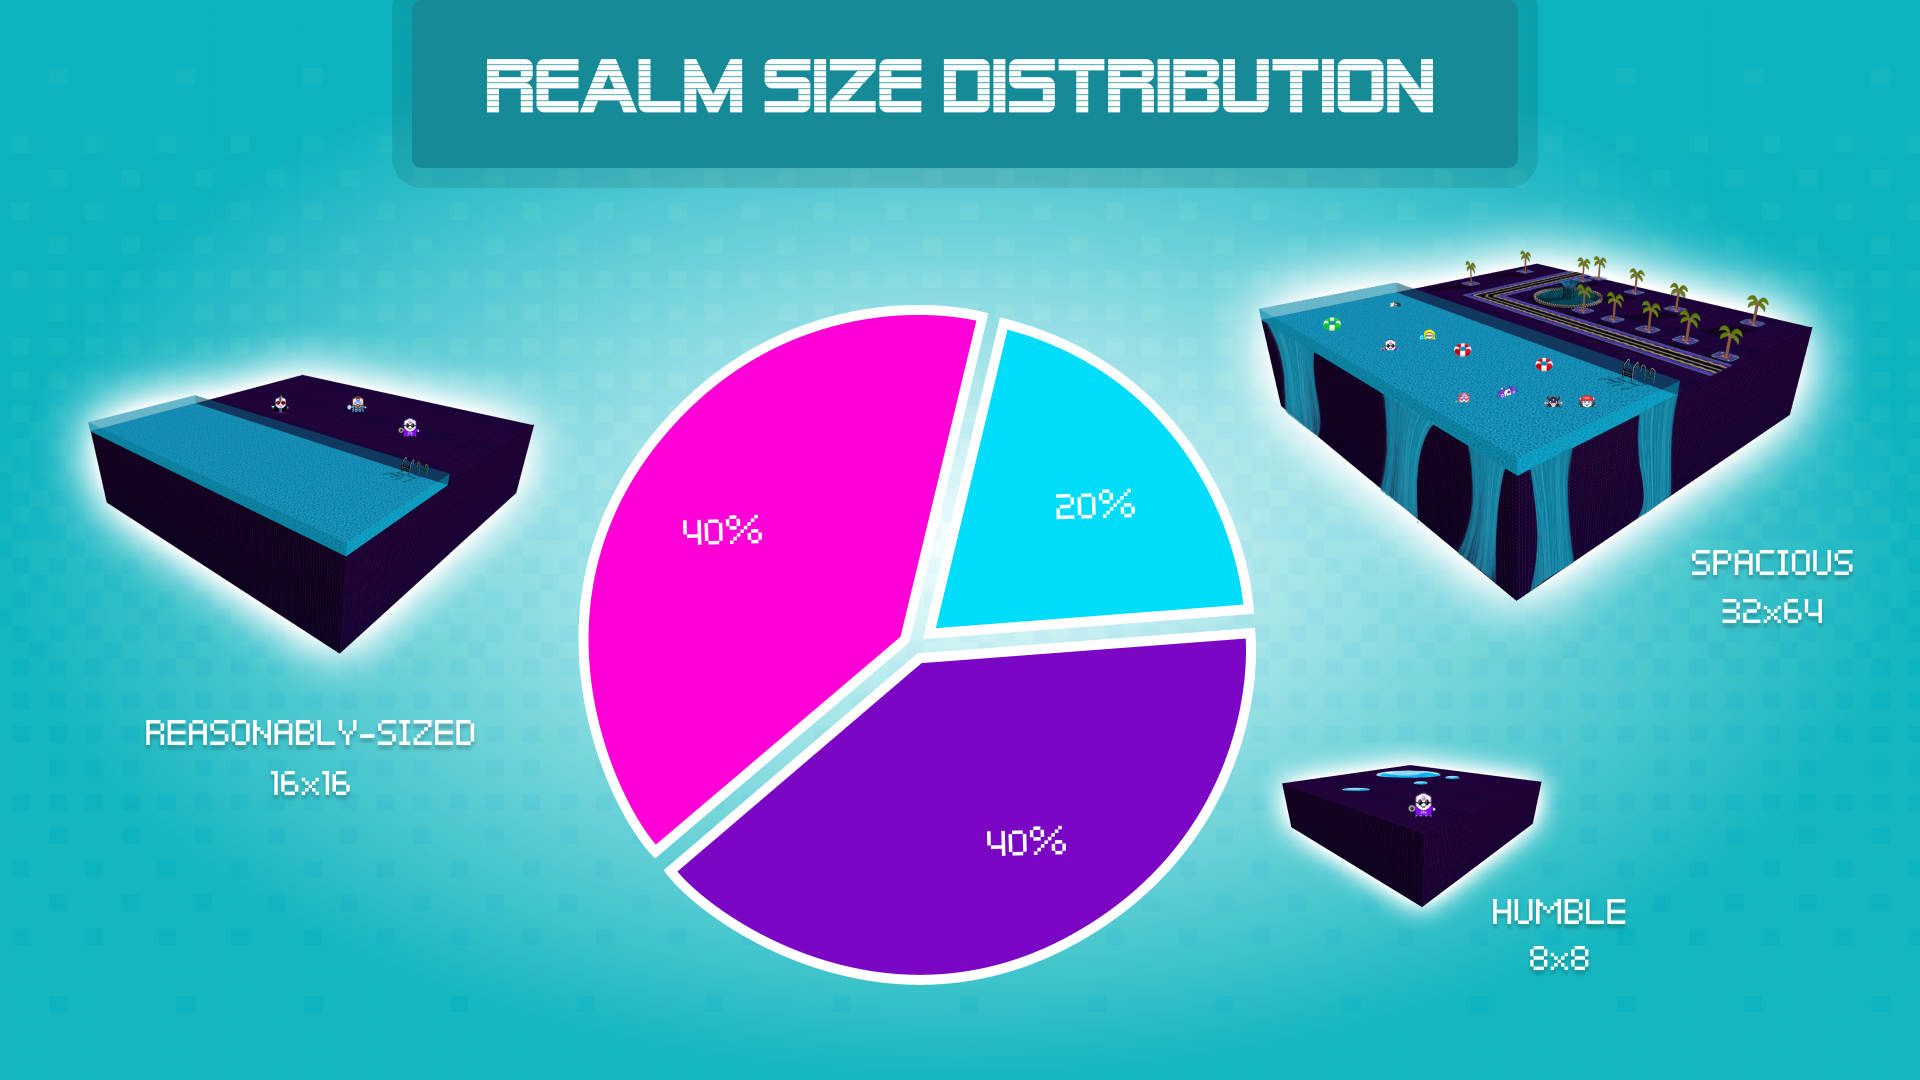 REALM SIZE DISTRIBUTION
40%
20%
40%
REASONABLY-SIZED
16x16
SPACIOUS
32x64
HUMBLE
8x8